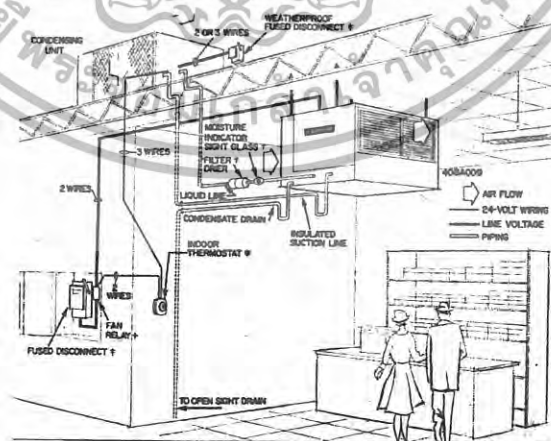 CONDENSING
UNIT
2 OR 3 WIRES
WEATHERPROOF
FUSED DISCONNECT ‡
MOISTURE
INDICATOR
SIGHT GLASS †
FILTER †
DRIER
3 WIRES
2 WIRES
LIQUID LINE
CONDENSATE DRAIN
INSULATED
SUCTION LINE
40BA009
AIR FLOW
24-VOLT WIRING
LINE VOLTAGE
PIPING
INDOOR
THERMOSTAT
WIRES
FAN
RELAY
FUSED DISCONNECT ‡
TO OPEN SIGHT DRAIN